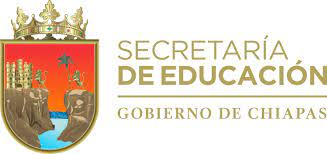 SECRETARÍA
DE EDUCACIÓN
GOBIERNO DE CHIAPAS